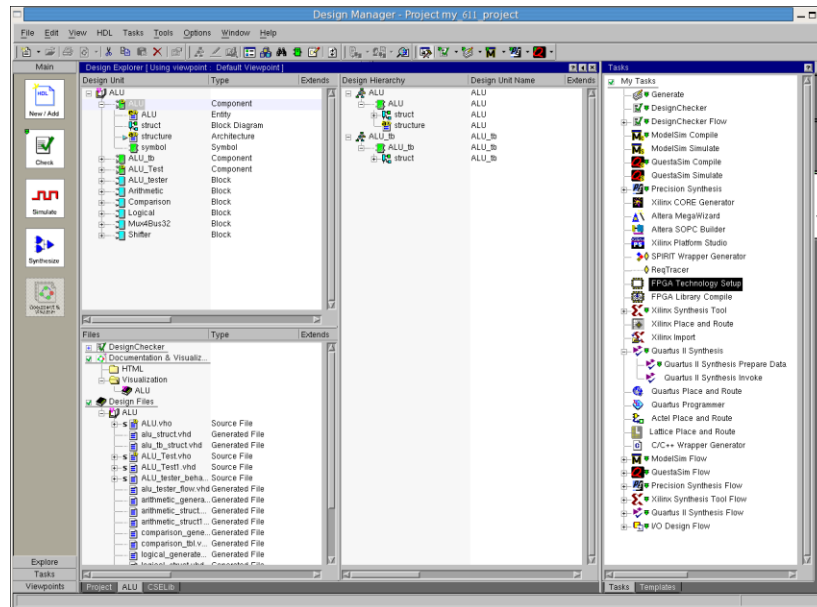 Design Manager - Project my_611_project
File Edit View HDL Tasks Tools Options Window Help
Main
New / Add
Check
Simulate
Synthesize
Explore
Tasks
Viewpoints
Design Explorer [ Using viewpoint : Default Viewpoint ]
Design Unit Type Extends
ALU
ALU Component
ALU Entity
struct Block Diagram
structure Architecture
symbol Symbol
ALU_tb Component
ALU_Test Component
ALU_tester Block
Arithmetic Block
Comparison Block
Logical Block
Mux4Bus32 Block
Shifter Block
Design Hierarchy Design Unit Name Extends
ALU ALU
ALU ALU
struct ALU
structure ALU
ALU_tb ALU_tb
ALU_tb ALU_tb
struct ALU_tb
Files Type Extends
DesignChecker
Documentation & Visualiz...
HTML
Visualization
ALU
Design Files
ALU
s ALU.vho Source File
alu_struct.vhd Generated File
alu_tb_struct.vhd Generated File
s ALU_Test.vho Source File
s ALU_Test1.vhd Source File
s ALU_tester_beha... Source File
alu_tester_flow.vhd Generated File
arithmetic_genera... Generated File
arithmetic_struct... Generated File
arithmetic_struct1... Generated File
comparison_gene... Generated File
comparison_tbl.v... Generated File
logical_generate... Generated File
Project ALU CSELib
Tasks
My Tasks
Generate
DesignChecker
DesignChecker Flow
ModelSim Compile
ModelSim Simulate
QuestaSim Compile
QuestaSim Simulate
Precision Synthesis
Xilinx CORE Generator
Altera MegaWizard
Altera SOPC Builder
Xilinx Platform Studio
SPIRIT Wrapper Generator
ReqTracer
FPGA Technology Setup
FPGA Library Compile
Xilinx Synthesis Tool
Xilinx Place and Route
Xilinx Import
Quartus II Synthesis
Quartus II Synthesis Prepare Data
Quartus II Synthesis Invoke
Quartus Place and Route
Quartus Programmer
Actel Place and Route
Lattice Place and Route
C/C++ Wrapper Generator
ModelSim Flow
QuestaSim Flow
Precision Synthesis Flow
Xilinx Synthesis Tool Flow
Quartus II Synthesis Flow
I/O Design Flow
Tasks Templates